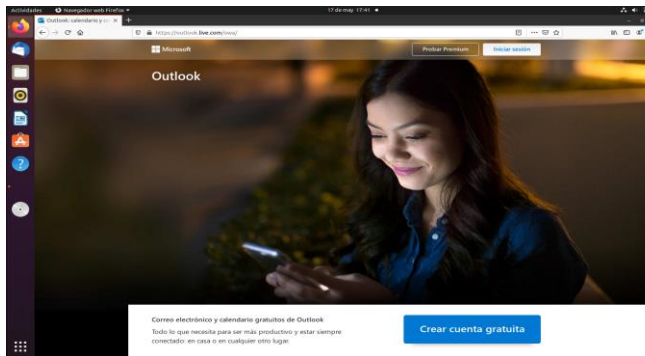 Actividades Navegador web Firefox 17 de may 17:41
Outlook: calendario y co
https://outlook.live.com/owa/
Microsoft Probar Premium Iniciar sesión
Outlook
Correo electrónico y calendario gratuitos de Outlook
Todo lo que necesita para ser más productivo y estar siempre
conectado: en casa o en cualquier otro lugar.
Crear cuenta gratuita